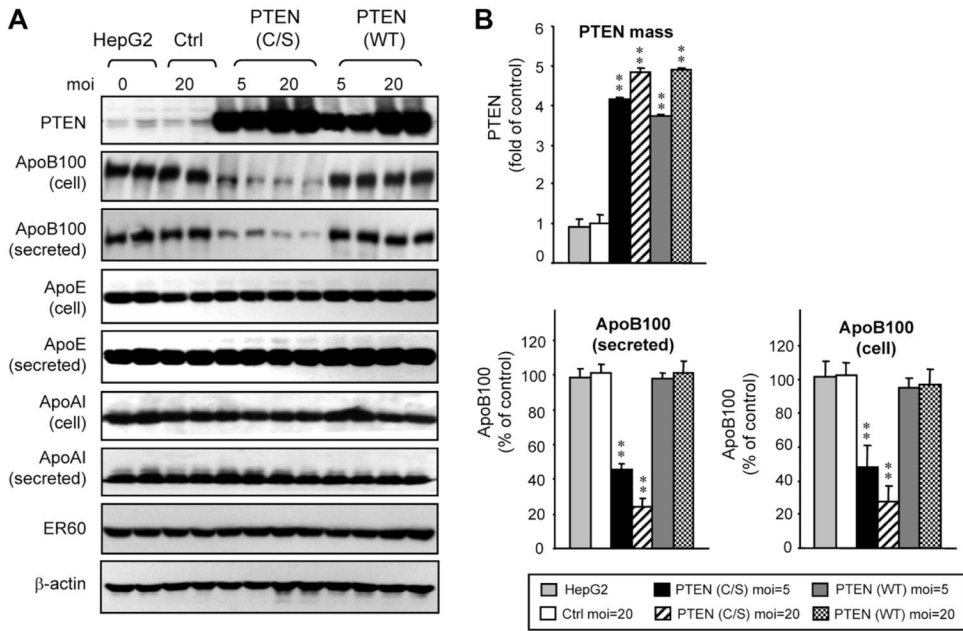 A
HepG2 Ctrl PTEN (C/S) PTEN (WT)
moi 0 20 5 20 5 20
PTEN
ApoB100
(cell)
ApoB100
(secreted)
ApoE
(cell)
ApoE
(secreted)
ApoAI
(cell)
ApoAI
(secreted)
ER60
β-actin
B
PTEN mass
PTEN
(fold of control)
6
5
4
3
2
1
0
** ** ** **
ApoB100
(secreted)
ApoB100
(% of control)
120
100
80
60
40
20
0
** **
ApoB100
(cell)
ApoB100
(% of control)
120
100
80
60
40
20
0
** **
HepG2 PTEN (C/S) moi=5 PTEN (WT) moi=5
Ctrl moi=20 PTEN (C/S) moi=20 PTEN (WT) moi=20